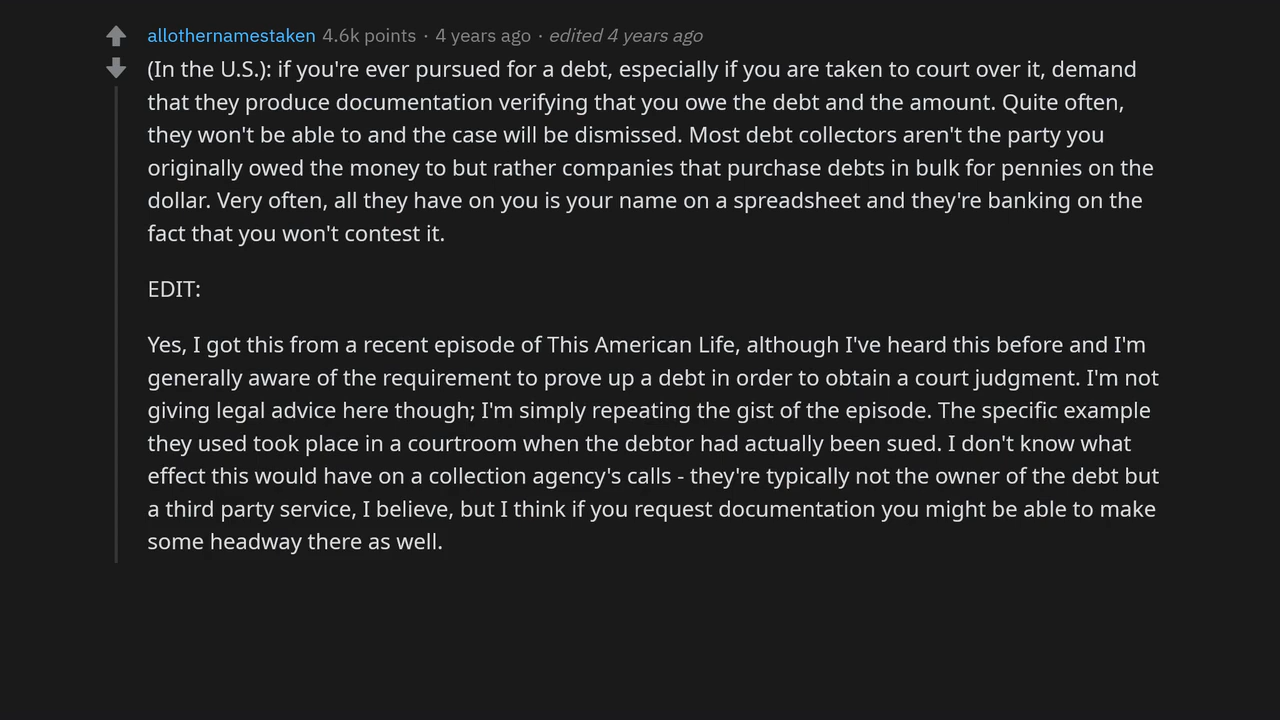 allothernamestaken 4.6k points · 4 years ago · edited 4 years ago
(In the U.S.): if you're ever pursued for a debt, especially if you are taken to court over it, demand
that they produce documentation verifying that you owe the debt and the amount. Quite often,
they won't be able to and the case will be dismissed. Most debt collectors aren't the party you
originally owed the money to but rather companies that purchase debts in bulk for pennies on the
dollar. Very often, all they have on you is your name on a spreadsheet and they're banking on the
fact that you won't contest it.
EDIT:
Yes, I got this from a recent episode of This American Life, although I've heard this before and I'm
generally aware of the requirement to prove up a debt in order to obtain a court judgment. I'm not
giving legal advice here though; I'm simply repeating the gist of the episode. The specific example
they used took place in a courtroom when the debtor had actually been sued. I don't know what
effect this would have on a collection agency's calls - they're typically not the owner of the debt but
a third party service, I believe, but I think if you request documentation you might be able to make
some headway there as well.